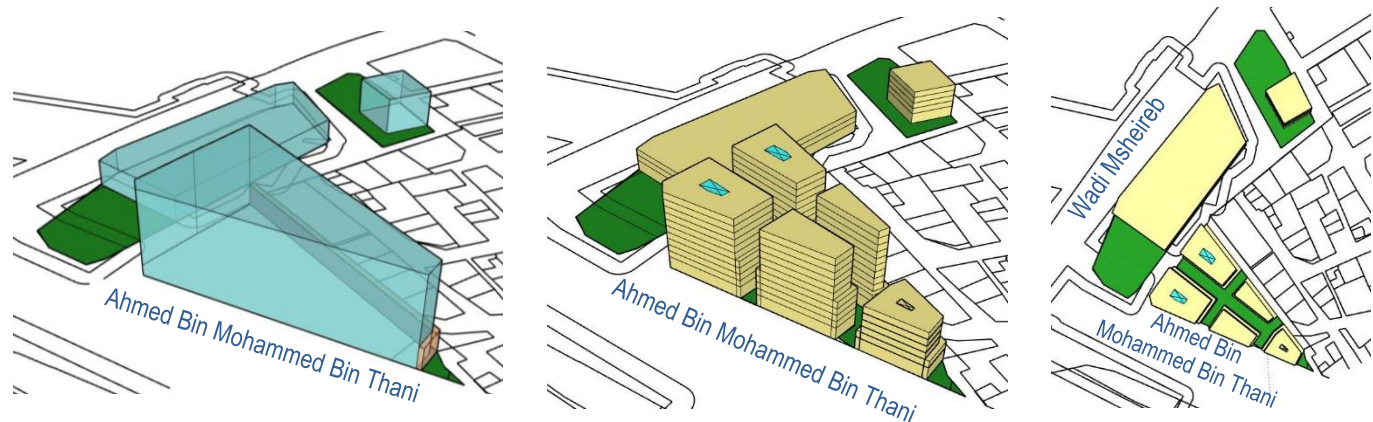 Ahmed Bin Mohammed Bin Thani
Ahmed Bin Mohammed Bin Thani
Wadi Msheireb
Ahmed Bin
Mohammed Bin Thani